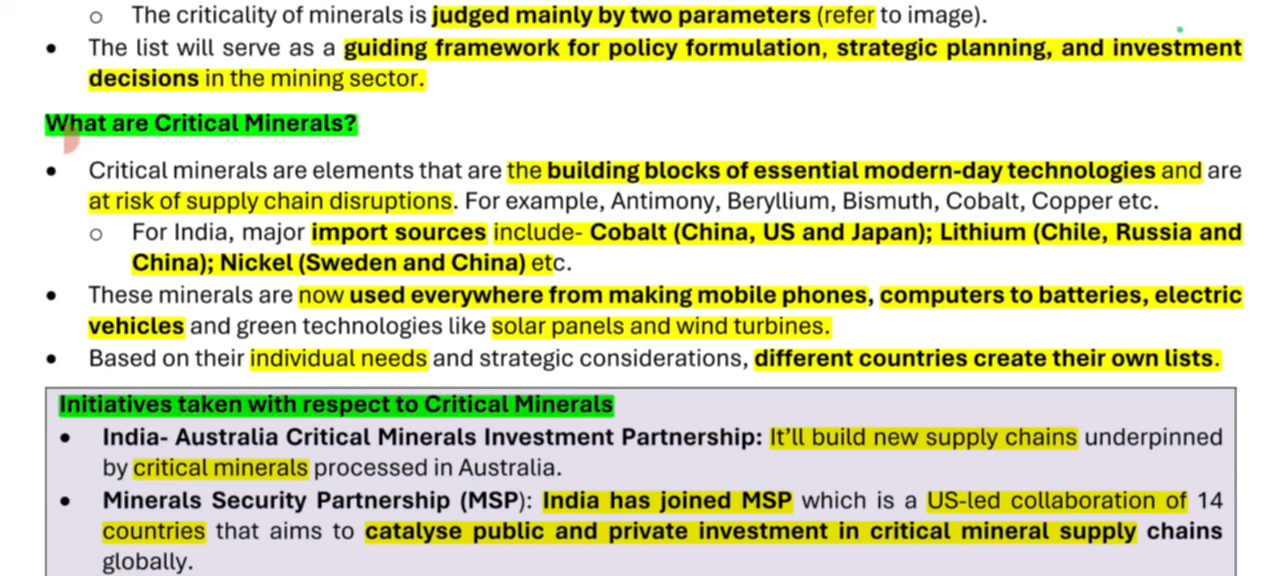 o The criticality of minerals is judged mainly by two parameters (refer to image).
• The list will serve as a guiding framework for policy formulation, strategic planning, and investment
decisions in the mining sector.
What are Critical Minerals?
• Critical minerals are elements that are the building blocks of essential modern-day technologies and are
at risk of supply chain disruptions. For example, Antimony, Beryllium, Bismuth, Cobalt, Copper etc.
o For India, major import sources include- Cobalt (China, US and Japan); Lithium (Chile, Russia and
China); Nickel (Sweden and China) etc.
• These minerals are now used everywhere from making mobile phones, computers to batteries, electric
vehicles and green technologies like solar panels and wind turbines.
• Based on their individual needs and strategic considerations, different countries create their own lists.
Initiatives taken with respect to Critical Minerals
• India- Australia Critical Minerals Investment Partnership: It’ll build new supply chains underpinned
by critical minerals processed in Australia.
• Minerals Security Partnership (MSP): India has joined MSP which is a US-led collaboration of 14
countries that aims to catalyse public and private investment in critical mineral supply chains
globally.